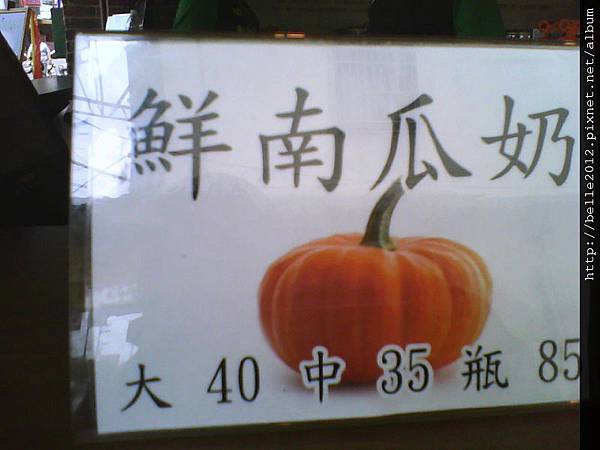 鮮南瓜奶
大 40 中 35 瓶 85
http://belle2012.pixnet.net/album